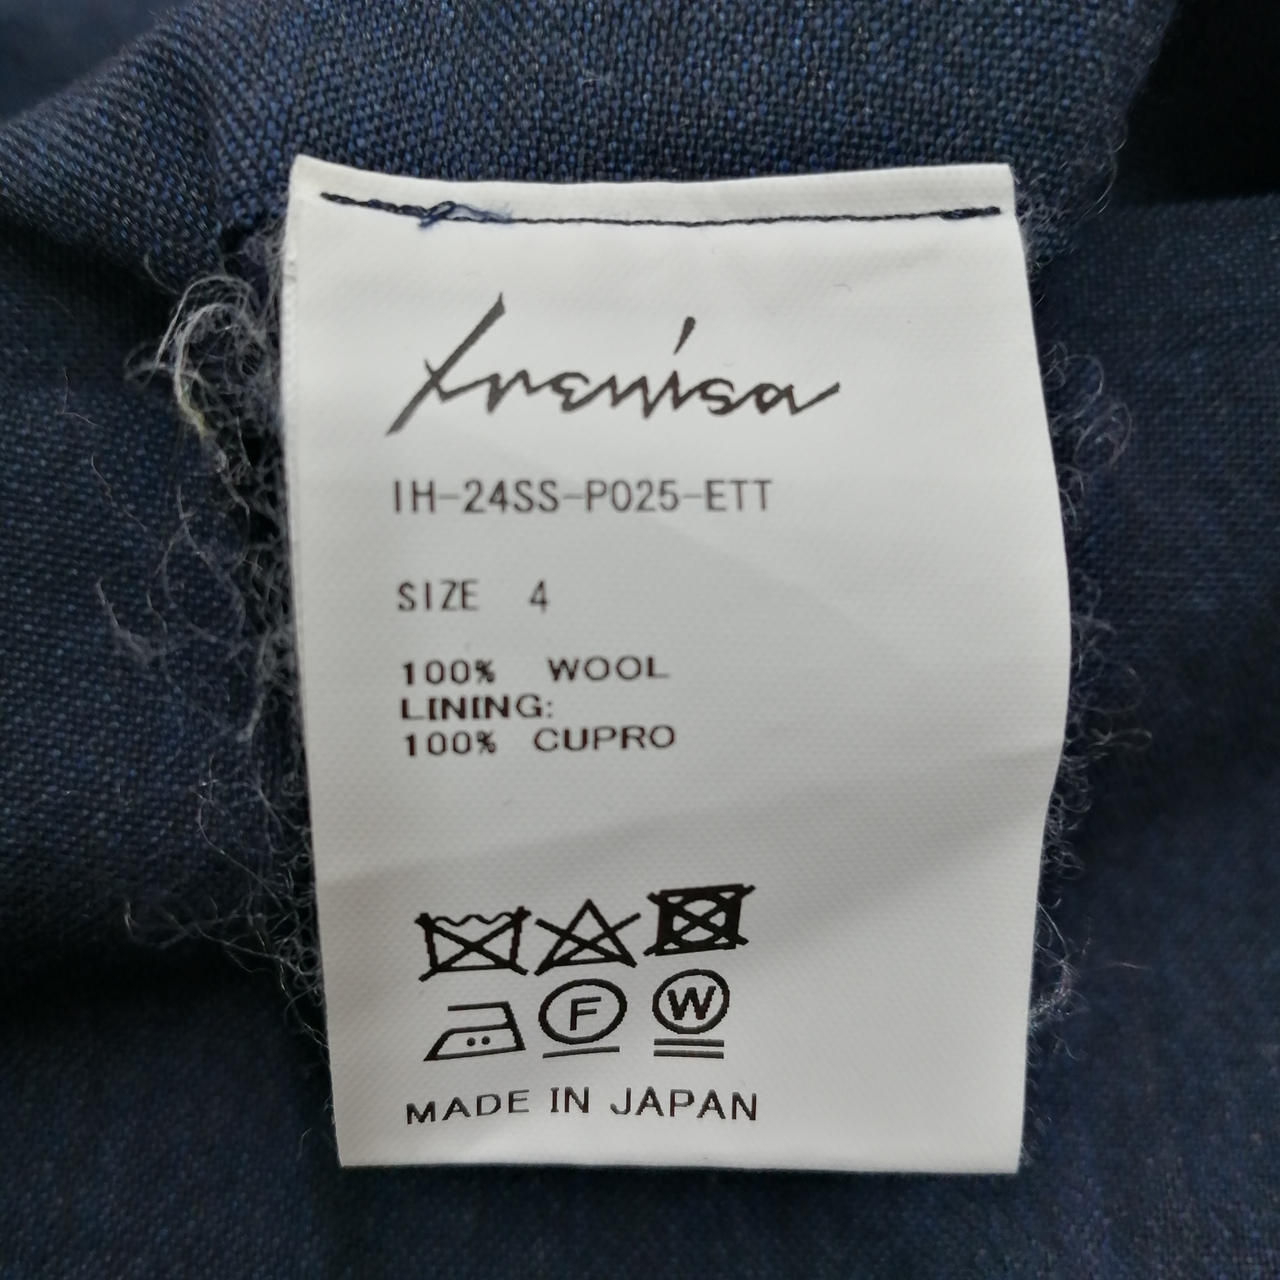 IH-24SS-P025-ETT
SIZE 4
100% WOOL
LINING:
100% CUPRO
F W
MADE IN JAPAN